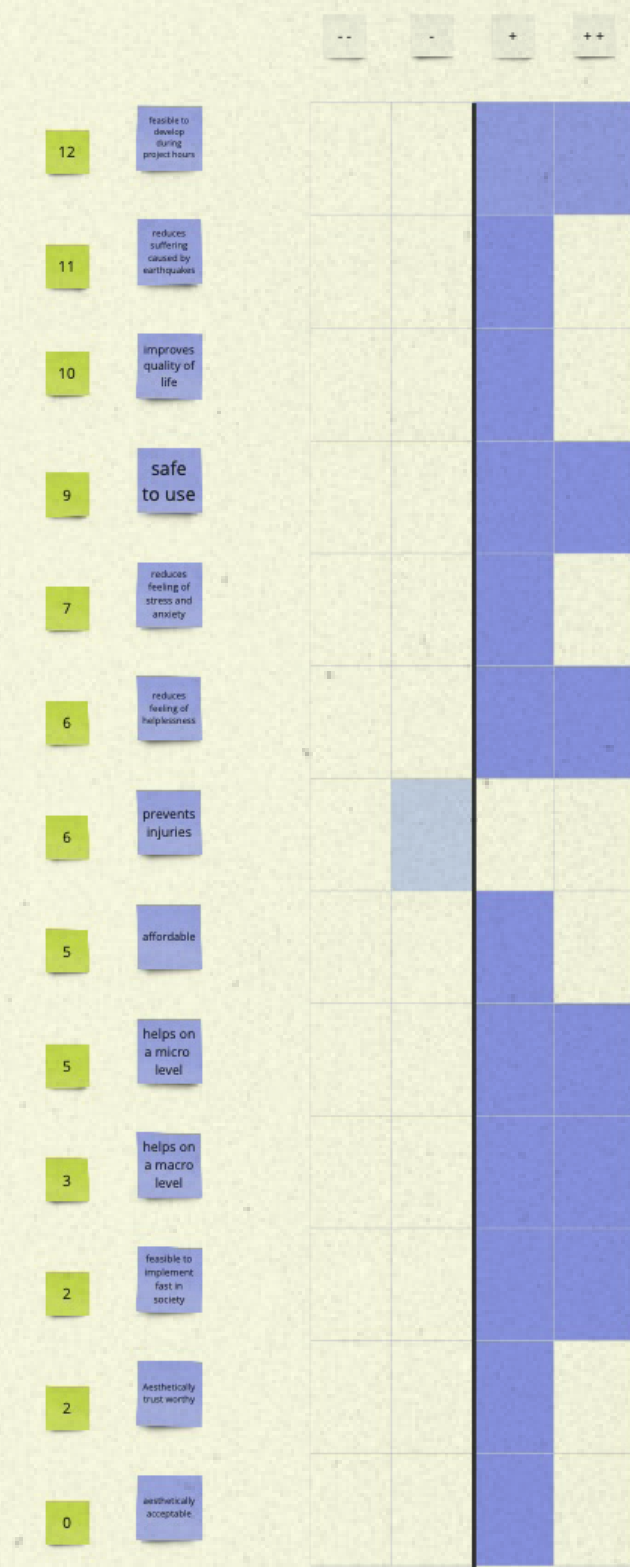 -- - + ++
12
feasible to
develop
during
project hours
11
reduces
suffering
caused by
earthquakes
10
improves
quality of
life
9
safe
to use
7
reduces
feeling of
stress and
anxiety
6
reduces
feeling of
helplessness
6
prevents
injuries
5
affordable
5
helps on
a micro
level
3
helps on
a macro
level
2
feasible to
implement
fast in
society
2
Aesthetically
trust worthy
0
aesthetically
acceptable.